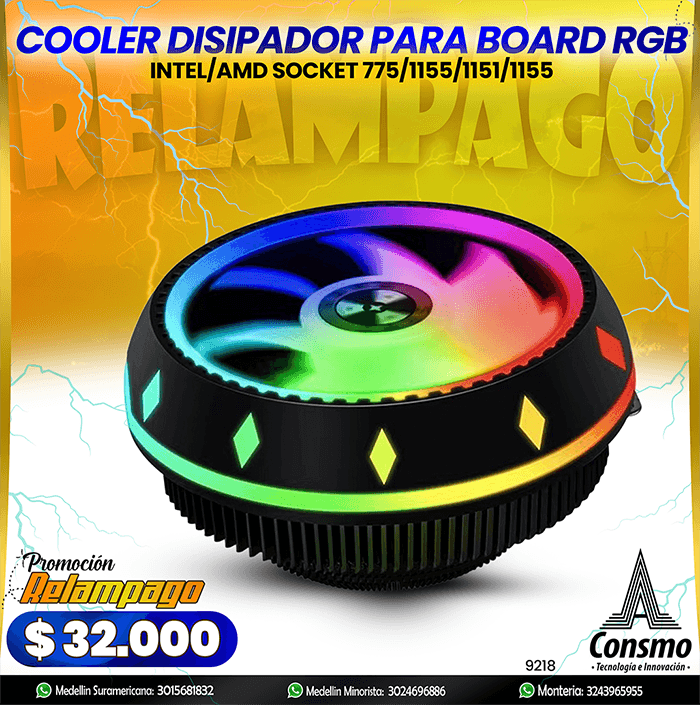 COOLER DISIPADOR PARA BOARD RGB
INTEL/AMD SOCKET 775/1155/1151/1155
RELAMPAGO
Promoción
Relampago
$ 32.000
Consmo
• Tecnología e Innovación •
9218
Medellin Suramericana: 3015681832
Medellin Minorista: 3024696886
Monteria: 3243965955